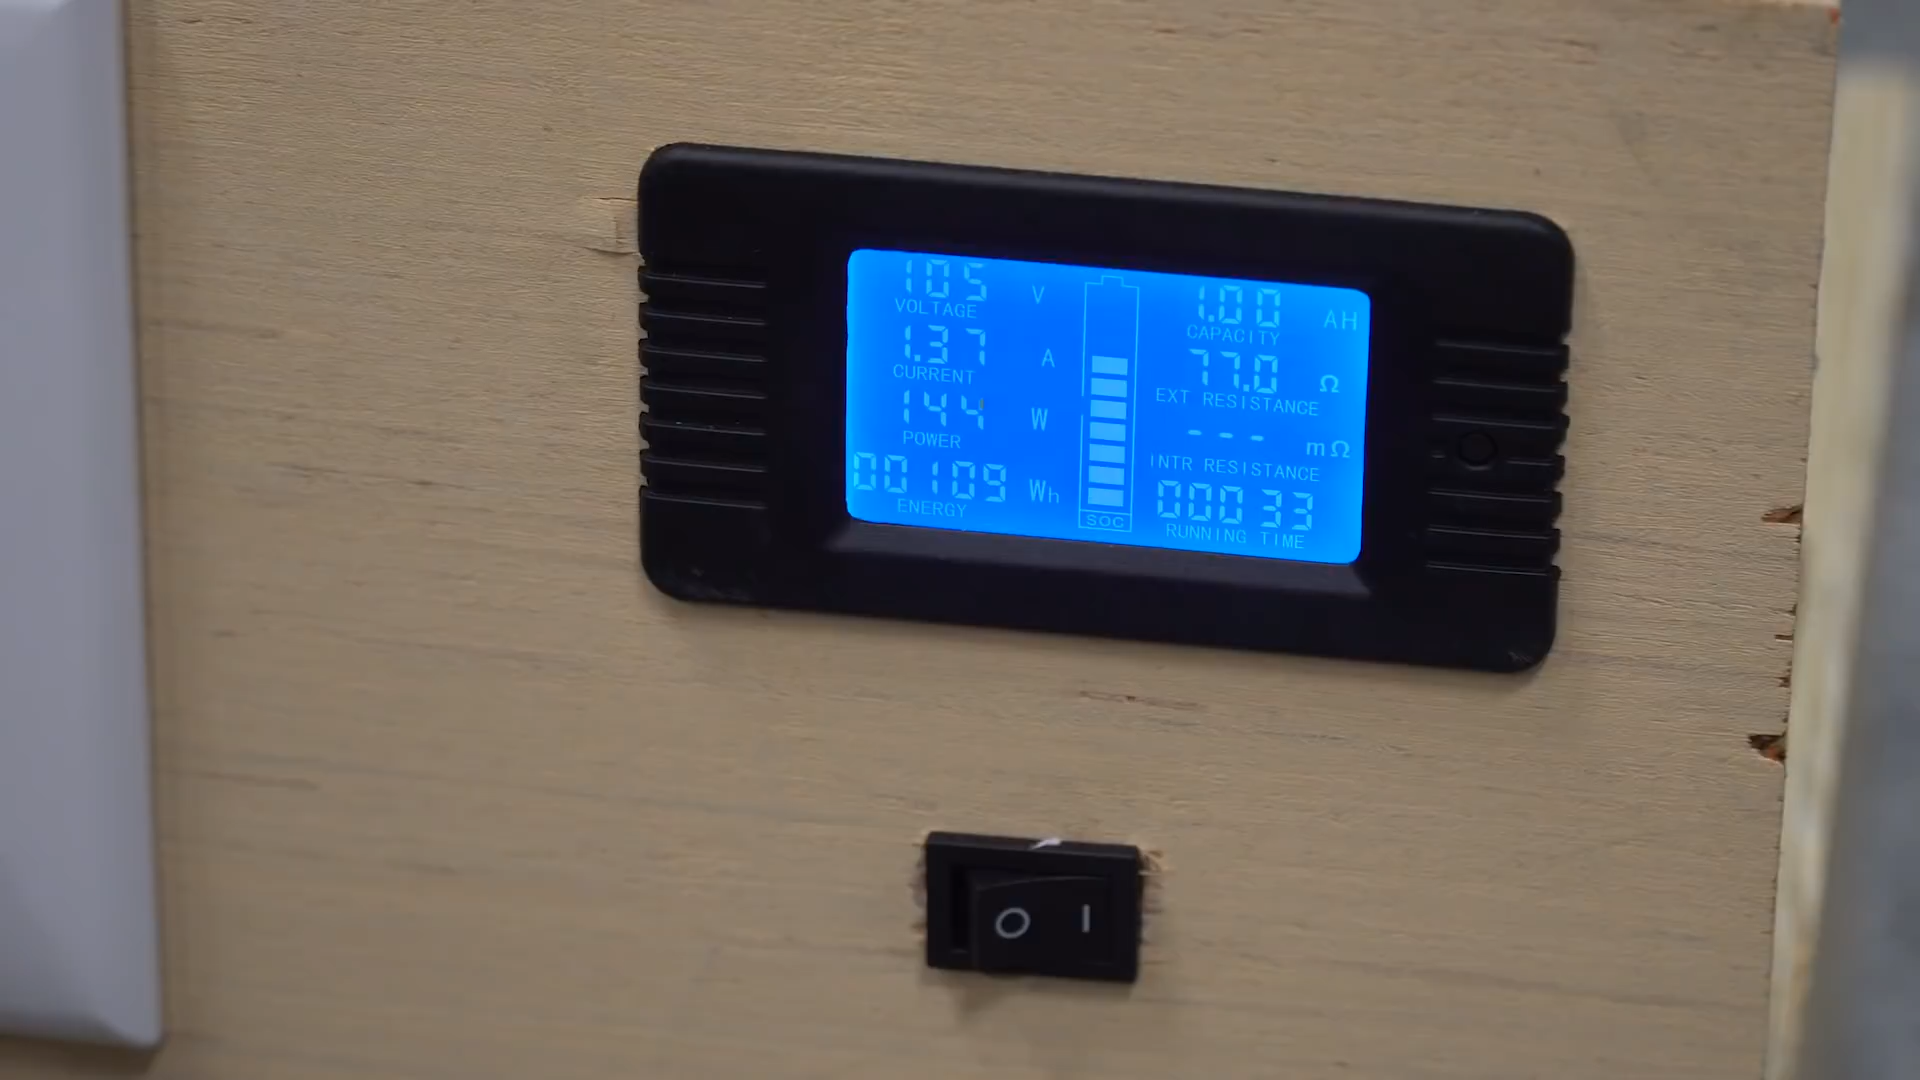 105 V
VOLTAGE
1.37 A
CURRENT
144 W
POWER
00109 Wh
ENERGY
SOC
1.00 AH
CAPACITY
77.0 Ω
EXT RESISTANCE
--- mΩ
INTR RESISTANCE
00033
RUNNING TIME
O I